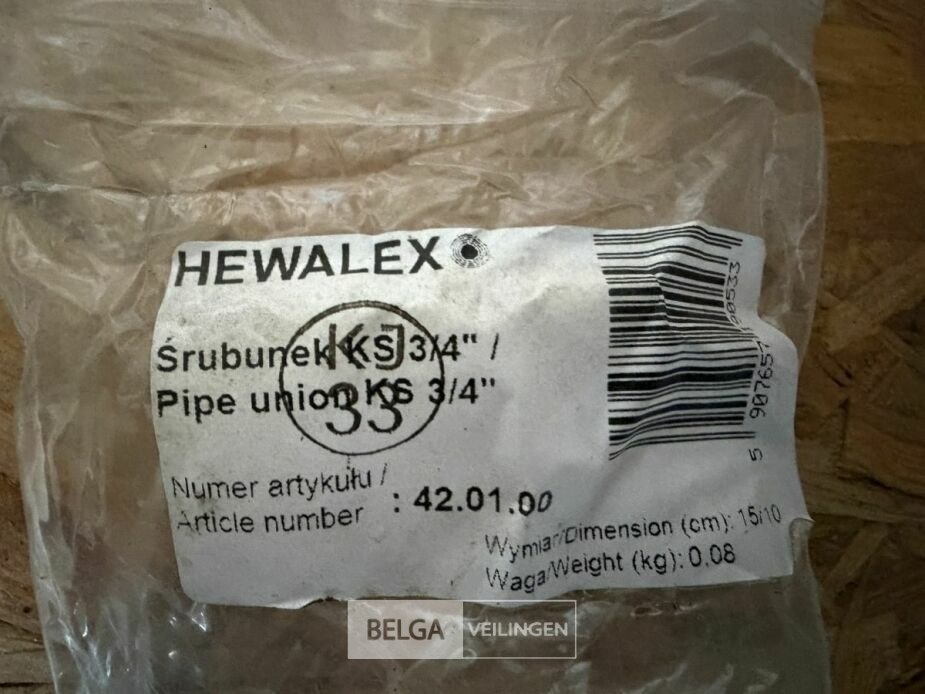 HEWALEX
Śrubunek KS 3/4" /
Pipe union KS 3/4"
KJ
33
Numer artykułu /
Article number : 42.01.00
Wymiar/Dimension (cm): 15/10
Waga/Weight (kg): 0.08
BELGA VEILINGEN